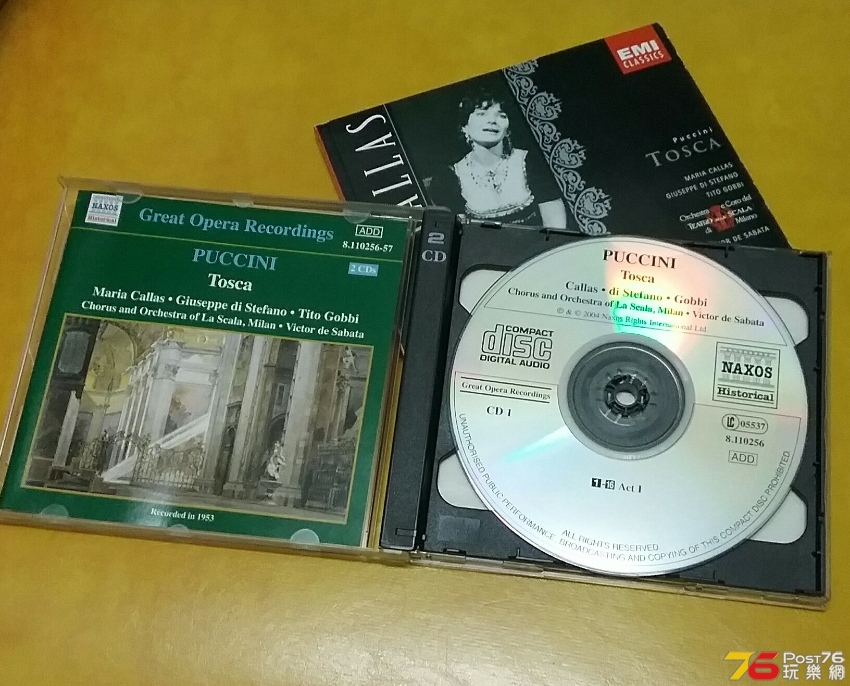 NAXOS
Historical
Great Opera Recordings
ADD
8.110256-57
PUCCINI
2 CDs
Tosca
Maria Callas • Giuseppe di Stefano • Tito Gobbi
Chorus and Orchestra of La Scala, Milan • Victor de Sabata
Recorded in 1953
2
CD
EMI
CLASSICS
Puccini
TOSCA
MARIA CALLAS
GIUSEPPE DI STEFANO
TITO GOBBI
Orchestra e Coro del
TEATRO alla SCALA
di Milano
DE SABATA
PUCCINI
Tosca
Callas • di Stefano • Gobbi
Chorus and Orchestra of La Scala, Milan • Victor de Sabata
℗ & © 2004 Naxos Rights International Ltd
COMPACT
disc
DIGITAL AUDIO
NAXOS
Historical
Great Opera Recordings
CD 1
LC 05537
8.110256
ADD
1-16 Act I
ALL RIGHTS RESERVED
UNAUTHORISED PUBLIC PERFORMANCE BROADCASTING AND COPYING OF THIS COMPACT DISC PROHIBITED
76 Post76
玩樂網